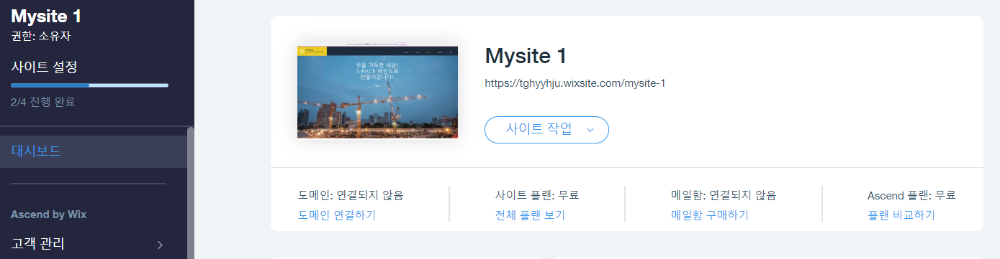 Mysite 1
권한: 소유자
사이트 설정
2/4 진행 완료
대시보드
Ascend by Wix
고객 관리
웃음 가득한 세상!
S-PACE 마인드로
만들어갑니다!
Mysite 1
https://tghyyhju.wixsite.com/mysite-1
사이트 작업
도메인: 연결되지 않음
도메인 연결하기
사이트 플랜: 무료
전체 플랜 보기
메일함: 연결되지 않음
메일함 구매하기
Ascend 플랜: 무료
플랜 비교하기